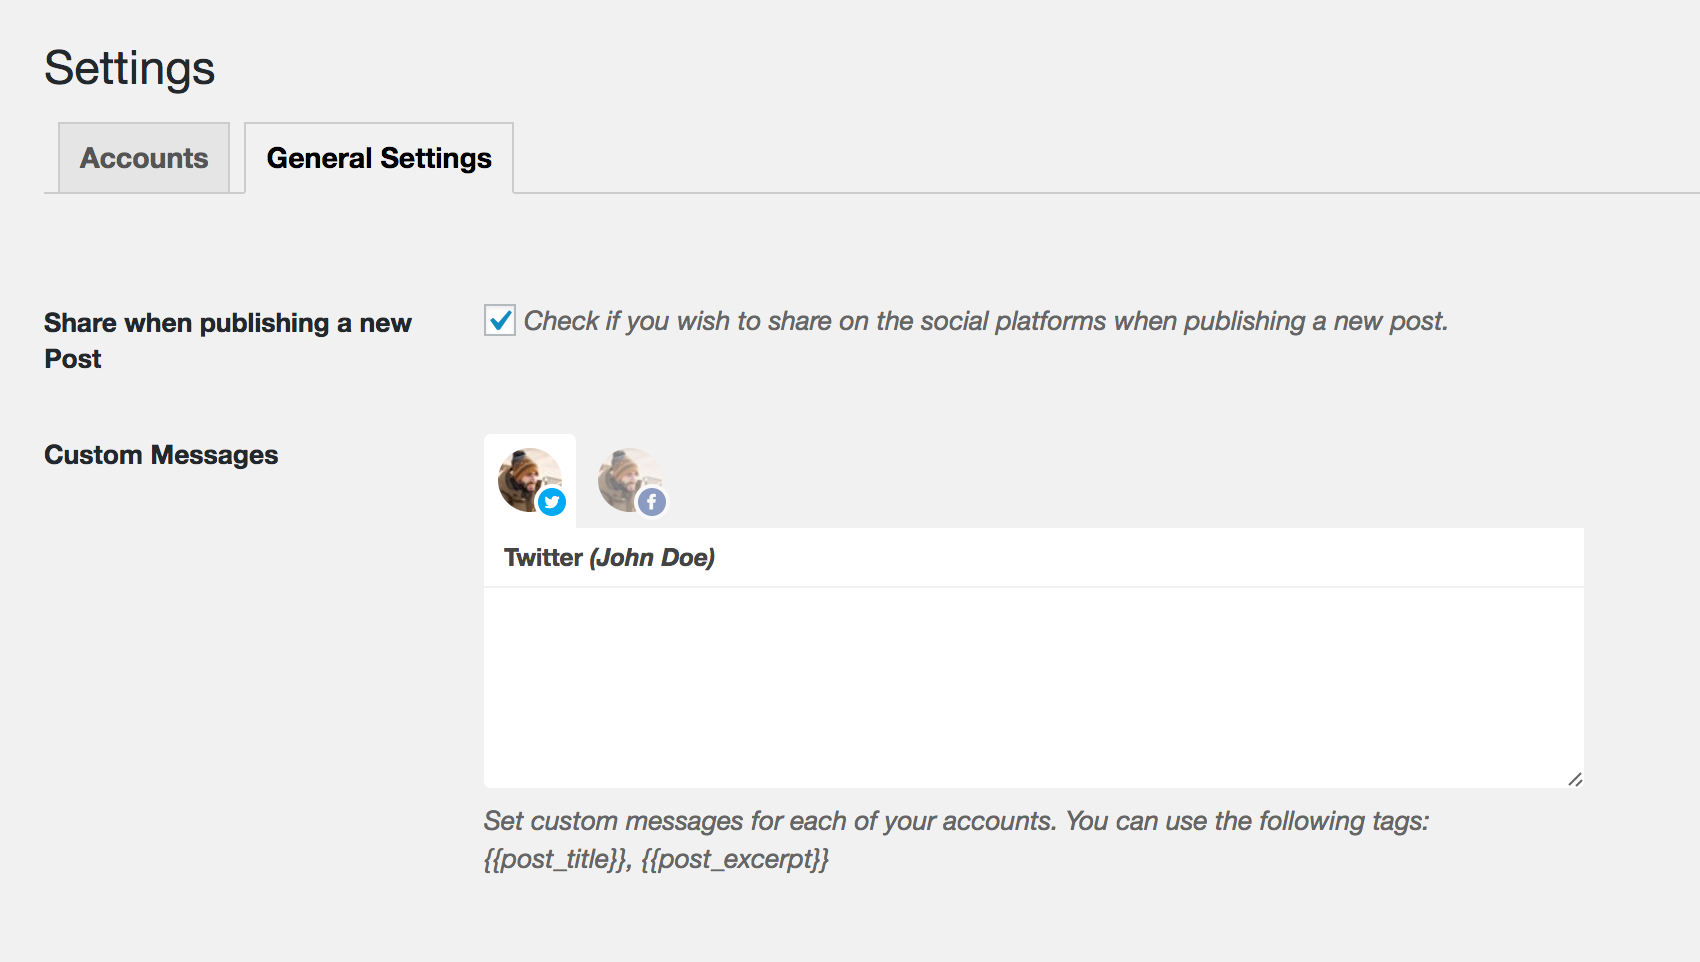 Settings
Accounts
General Settings
Share when publishing a new
Post
Check if you wish to share on the social platforms when publishing a new post.
Custom Messages
Twitter (John Doe)
Set custom messages for each of your accounts. You can use the following tags:
{{post_title}}, {{post_excerpt}}